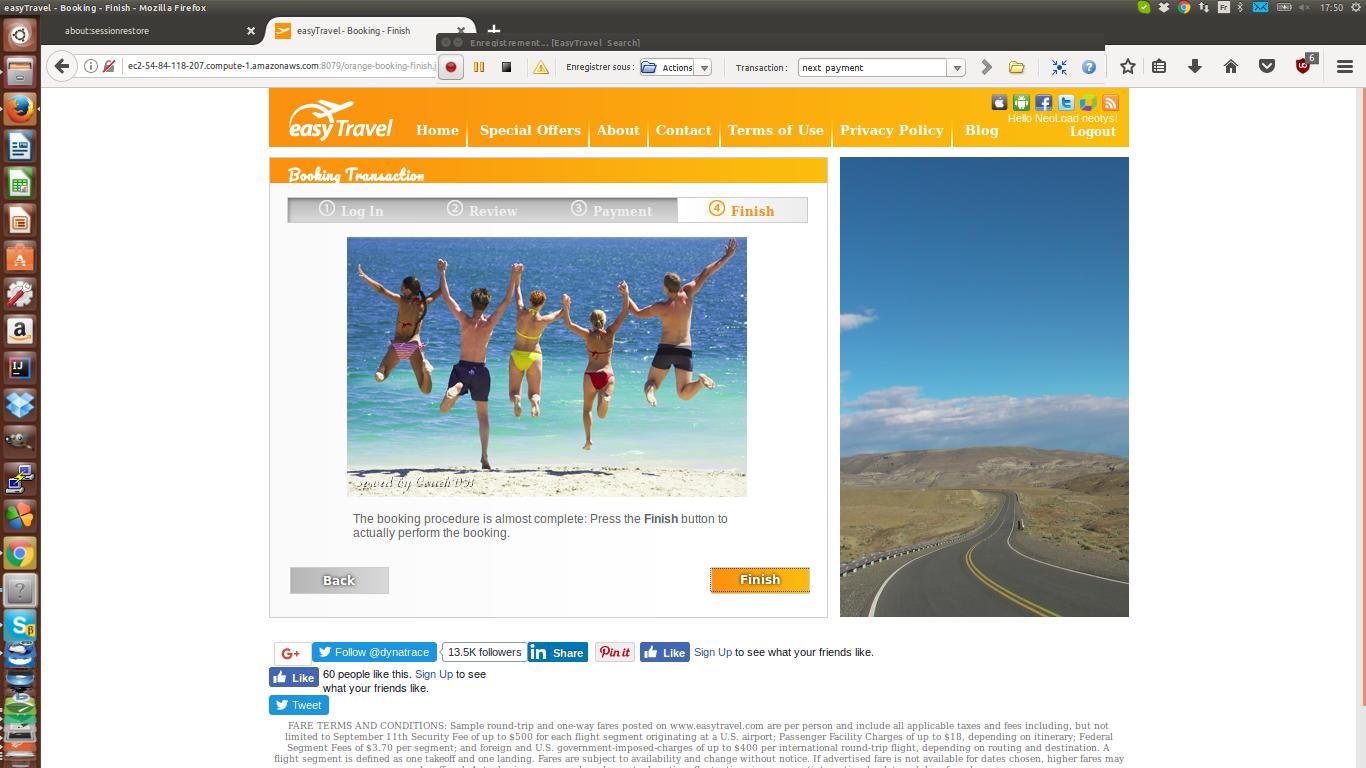 easyTravel - Booking - Finish - Mozilla Firefox
Fr
17:50
about:sessionrestore
easyTravel - Booking - Finish
Enregistrement... [EasyTravel_Search]
ec2-54-84-118-207.compute-1.amazonaws.com:8079/orange-booking-finish.j
Enregistrer sous :
Actions
Transaction :
next payment
6
easyTravel
Hello NeoLoad neotys!
Home
Special Offers
About
Contact
Terms of Use
Privacy Policy
Blog
Logout
Booking Transaction
1 Log In
2 Review
3 Payment
4 Finish
The booking procedure is almost complete: Press the Finish button to
actually perform the booking.
Back
Finish
G+
Follow @dynatrace
13.5K followers
in Share
Pin it
Like
Sign Up to see what your friends like.
Like
60 people like this. Sign Up to see
what your friends like.
Tweet
FARE TERMS AND CONDITIONS: Sample round-trip and one-way fares posted on www.easytravel.com are per person and include all applicable taxes and fees including, but not
limited to September 11th Security Fee of up to $500 for each flight segment originating at a U.S. airport; Passenger Facility Charges of up to $18, depending on itinerary; Federal
Segment Fees of $3.70 per segment; and foreign and U.S. government-imposed-charges of up to $400 per international round-trip flight, depending on routing and destination. A
flight segment is defined as one takeoff and one landing. Fares are subject to availability and change without notice. If advertised fare is not available for dates chosen, higher fares may